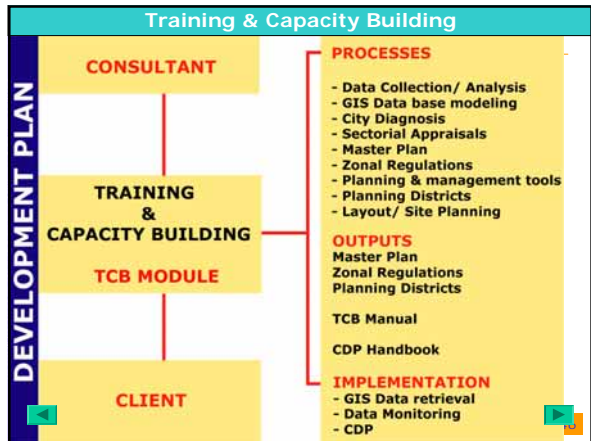 Training & Capacity Building
DEVELOPMENT PLAN
CONSULTANT
TRAINING
&
CAPACITY BUILDING
TCB MODULE
CLIENT
PROCESSES
- Data Collection/ Analysis
- GIS Data base modeling
- City Diagnosis
- Sectorial Appraisals
- Master Plan
- Zonal Regulations
- Planning & management tools
- Planning Districts
- Layout/ Site Planning
OUTPUTS
Master Plan
Zonal Regulations
Planning Districts
TCB Manual
CDP Handbook
IMPLEMENTATION
- GIS Data retrieval
- Data Monitoring
- CDP